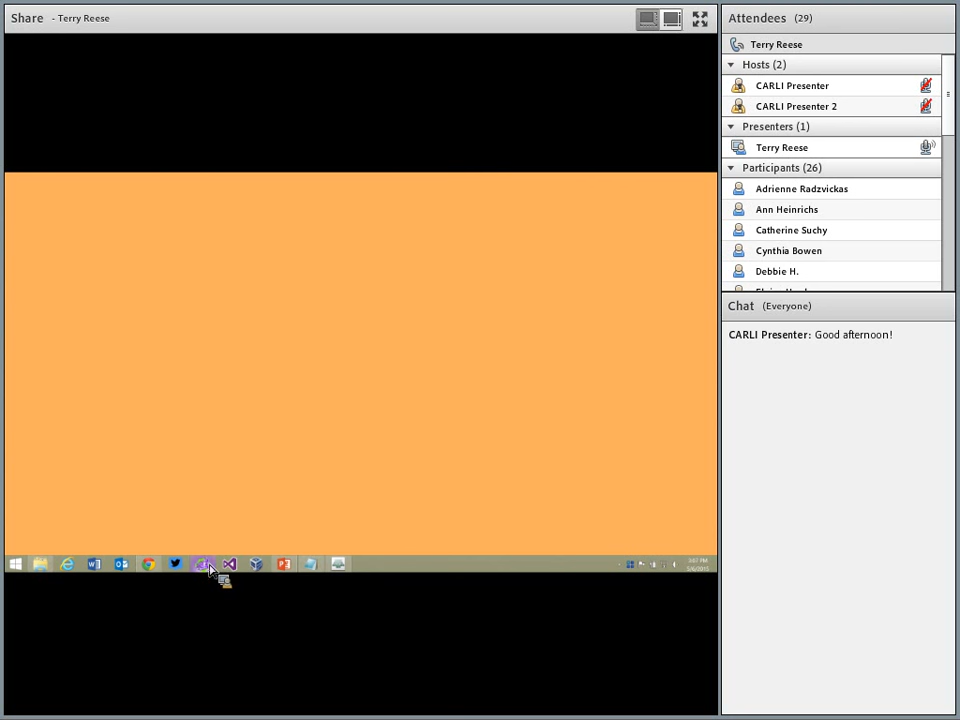 Share - Terry Reese
Attendees (29)
Terry Reese
Hosts (2)
CARLI Presenter
CARLI Presenter 2
Presenters (1)
Terry Reese
Participants (26)
Adrienne Radzvickas
Ann Heinrichs
Catherine Suchy
Cynthia Bowen
Debbie H.
Chat (Everyone)
CARLI Presenter: Good afternoon!